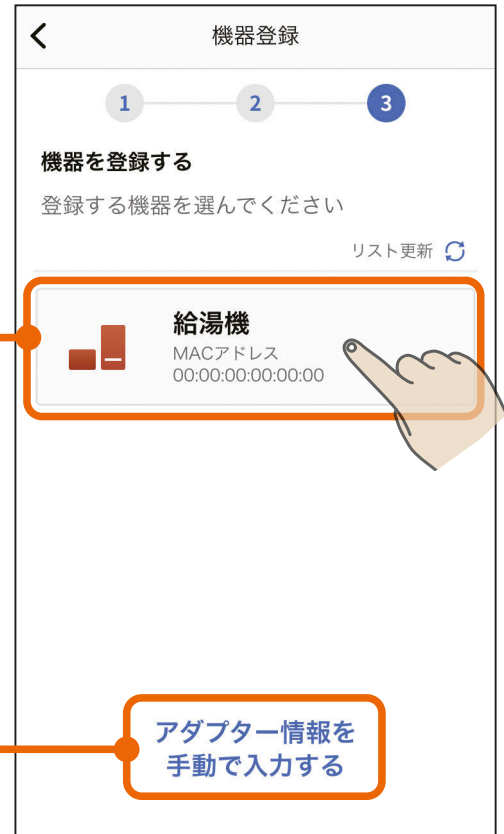 機器登録
1 2 3
機器を登録する
登録する機器を選んでください
リスト更新
給湯機
MACアドレス
00:00:00:00:00:00
アダプター情報を
手動で入力する